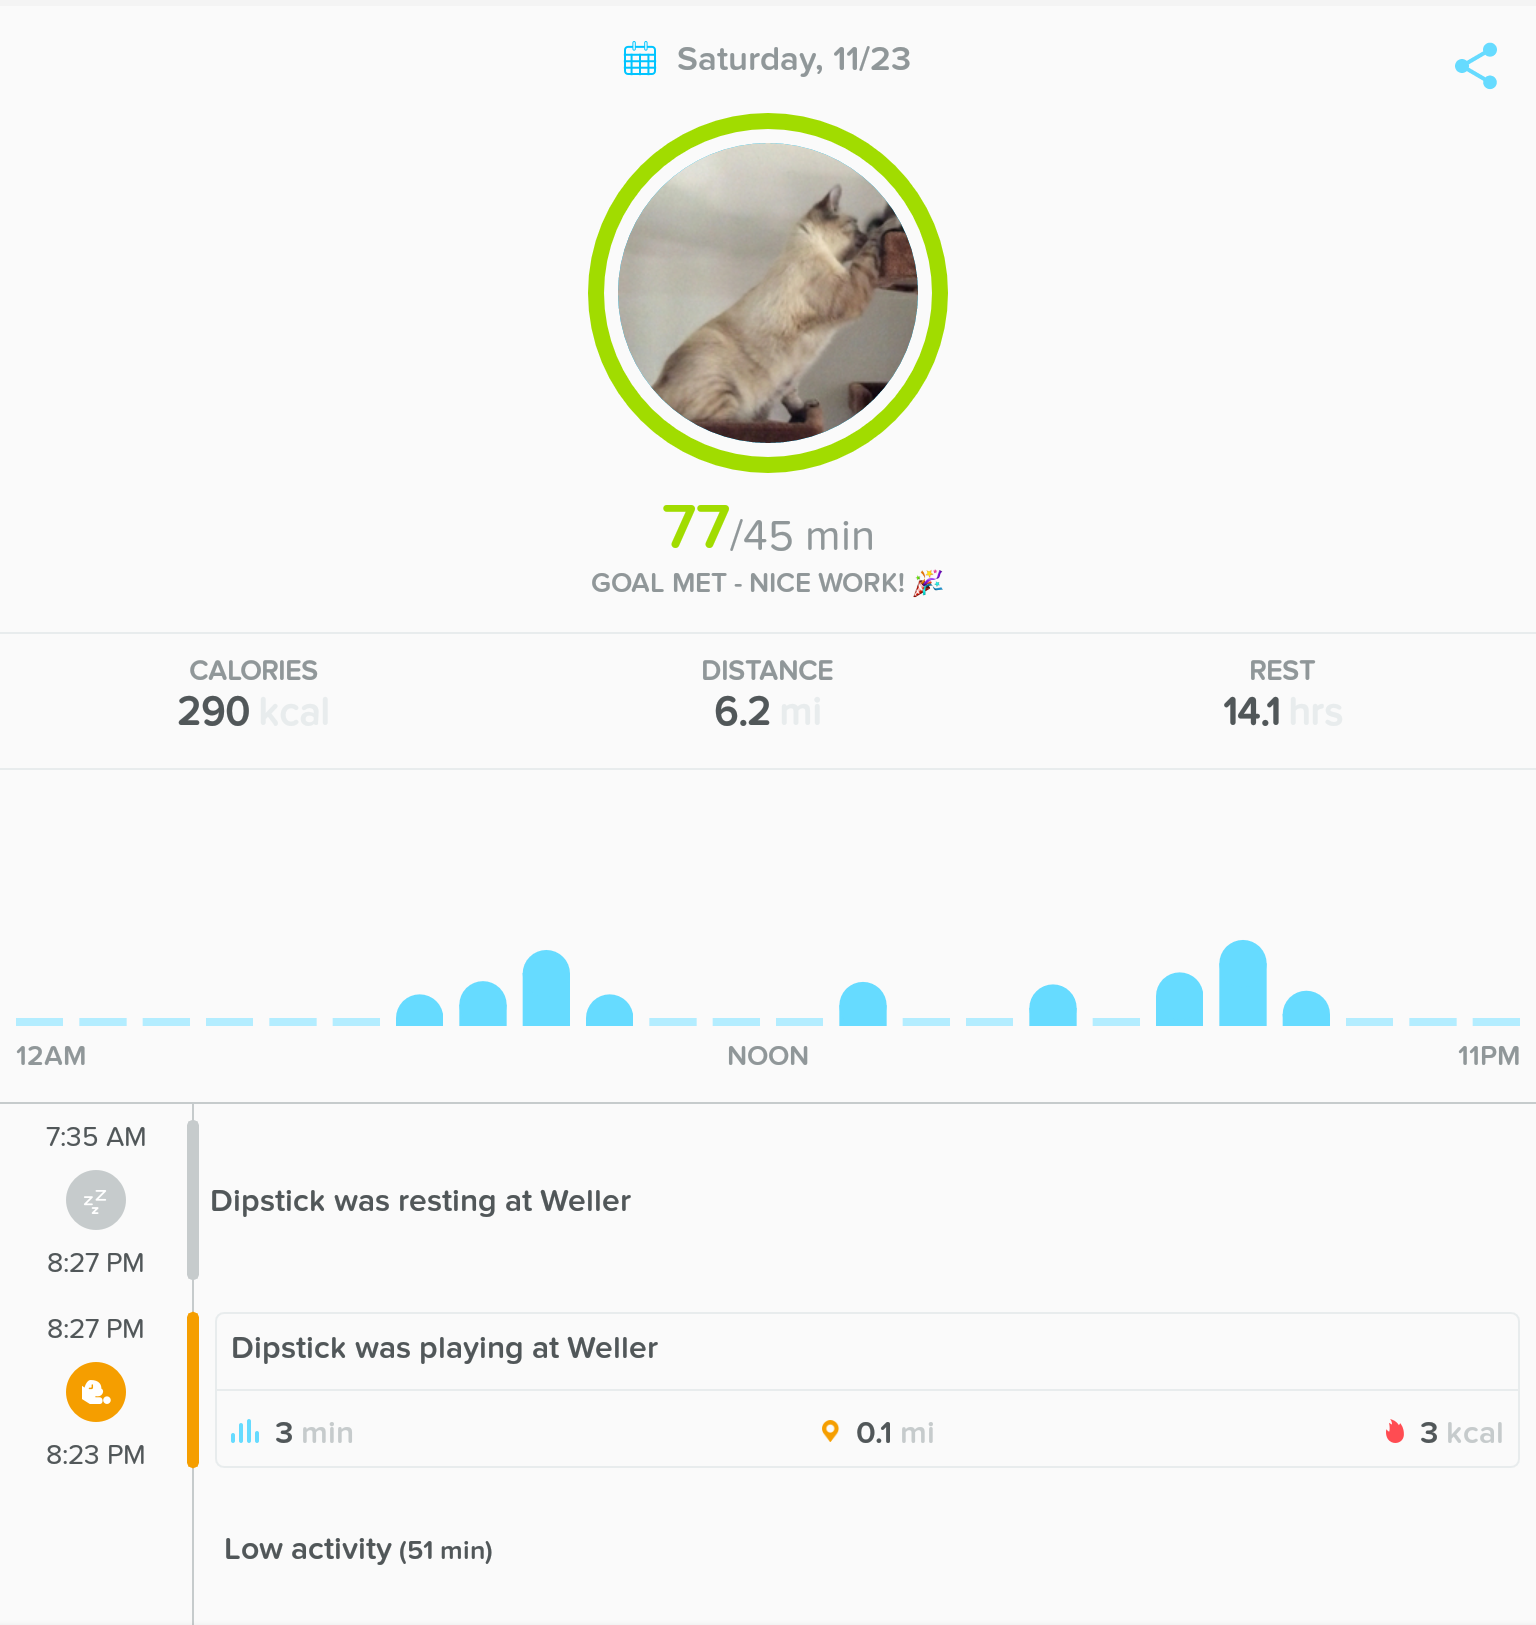 Saturday, 11/23
77/45 min
GOAL MET - NICE WORK! 🎉
CALORIES DISTANCE REST
290 kcal 6.2 mi 14.1 hrs
12AM NOON 11PM
7:35 AM
zzz
Dipstick was resting at Weller
8:27 PM
8:27 PM
Dipstick was playing at Weller
3 min 0.1 mi 3 kcal
8:23 PM
Low activity (51 min)